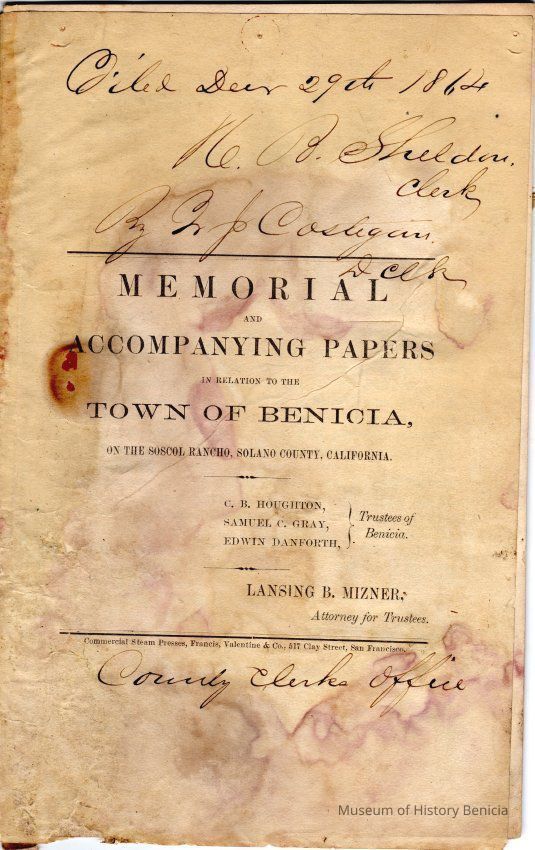 Filed Decr 29th 1864
N. B. Sheldon.
Clerk
By
D Clk
MEMORIAL
AND
ACCOMPANYING PAPERS
IN RELATION TO THE
TOWN OF BENICIA,
ON THE SOSCOL RANCHO, SOLANO COUNTY, CALIFORNIA.
C. B. HOUGHTON,
SAMUEL C. GRAY,
EDWIN DANFORTH,
Trustees of
Benicia.
LANSING B. MIZNER,
Attorney for Trustees.
Commercial Steam Presses, Francis, Valentine & Co., 517 Clay Street, San Francisco.
County Clerks Office
Museum of History Benicia